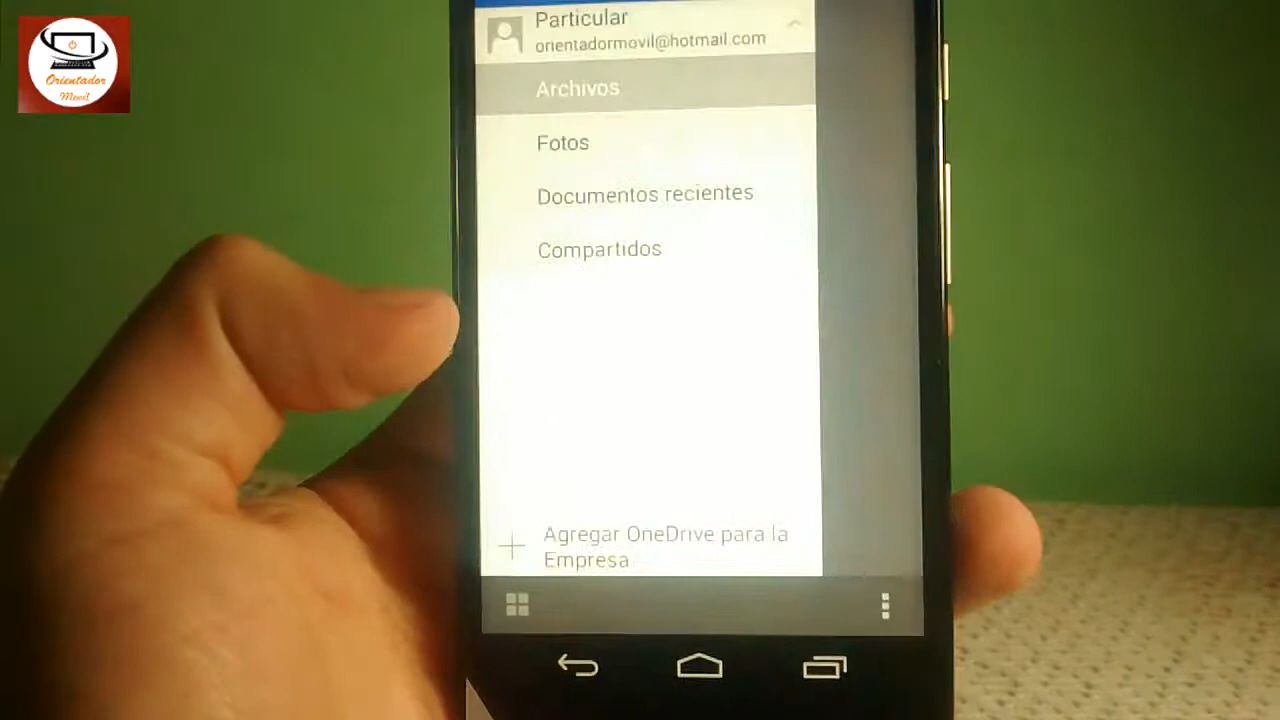 Orientador
Movil
Particular
orientadormovil@hotmail.com
Archivos
Fotos
Documentos recientes
Compartidos
Agregar OneDrive para la
Empresa